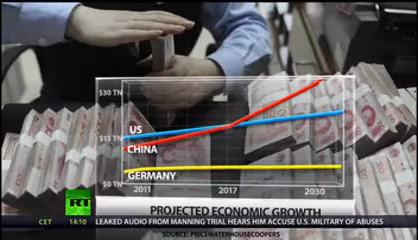 $30 TN
US
$15 TN
CHINA
GERMANY
$0 TN
2011 2017 2030
PROJECTED ECONOMIC GROWTH
RT
CET 14:10 LEAKED AUDIO FROM MANNING TRIAL HEARS HIM ACCUSE U.S. MILITARY OF ABUSES
SOURCE: PRICEWATERHOUSECOOPERS